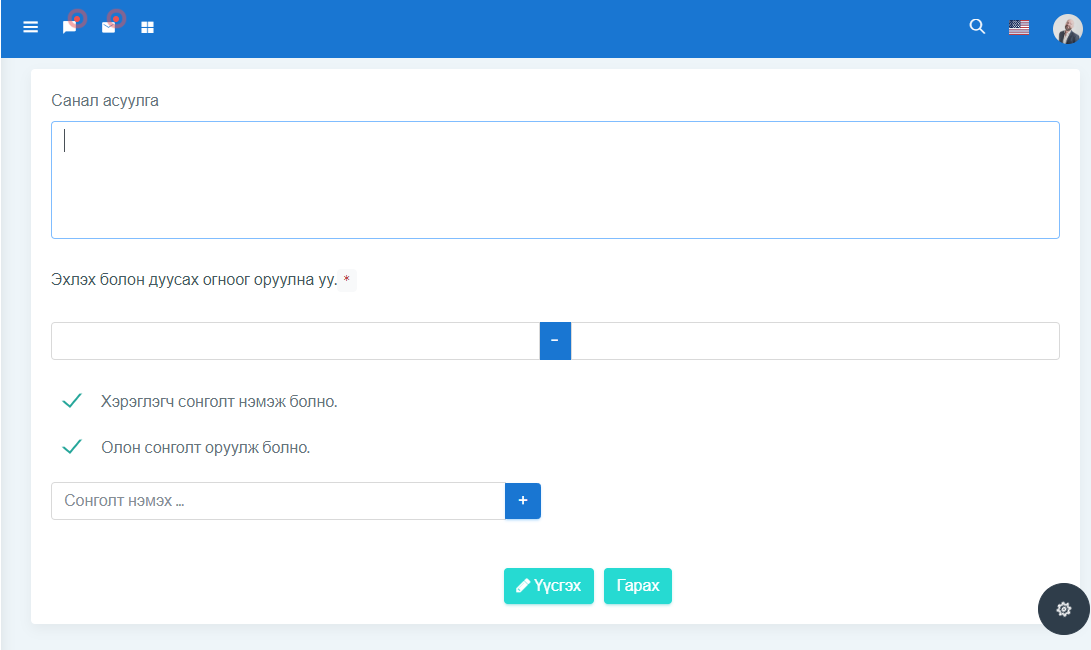 Санал асуулга
Эхлэх болон дуусах огноог оруулна уу. *
-
Хэрэглэгч сонголт нэмэж болно.
Олон сонголт оруулж болно.
Сонголт нэмэх ...
+
Үүсгэх
Гарах